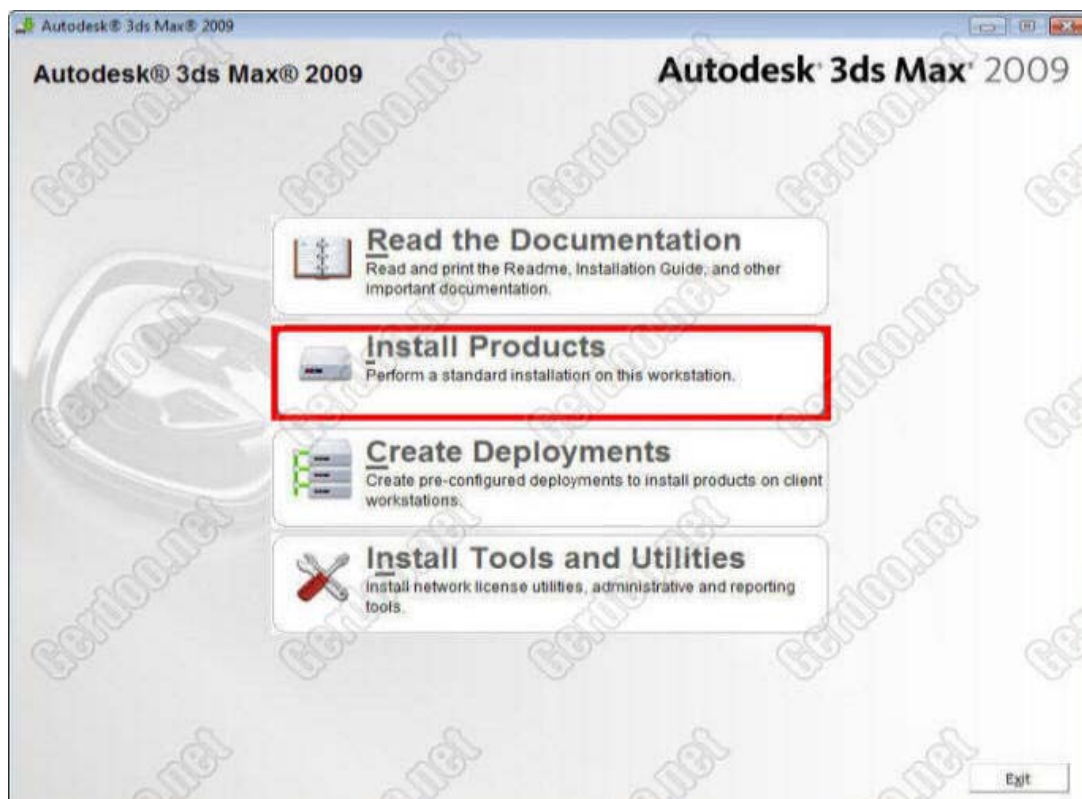 Autodesk® 3ds Max® 2009
Autodesk® 3ds Max® 2009
Autodesk® 3ds Max® 2009
Read the Documentation
Read and print the Readme, Installation Guide, and other
important documentation.
Install Products
Perform a standard installation on this workstation.
Create Deployments
Create pre-configured deployments to install products on client
workstations.
Install Tools and Utilities
Install network license utilities, administrative and reporting
tools.
Exit
Gerdoo.net